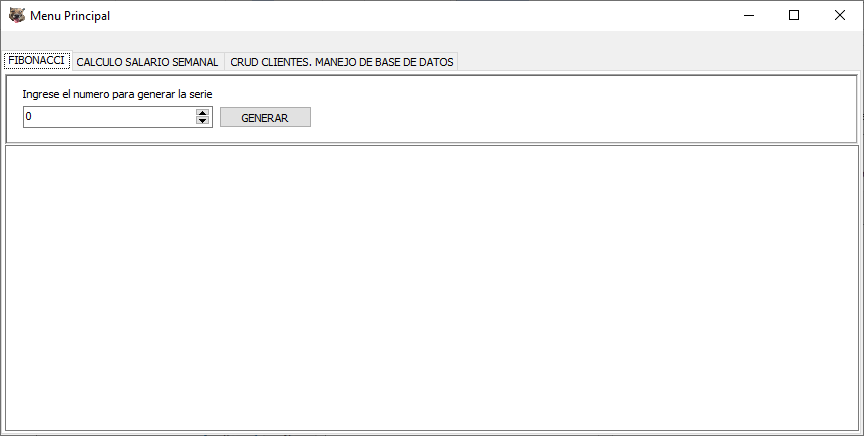 Menu Principal
FIBONACCI CALCULO SALARIO SEMANAL CRUD CLIENTES. MANEJO DE BASE DE DATOS
Ingrese el numero para generar la serie
0 GENERAR